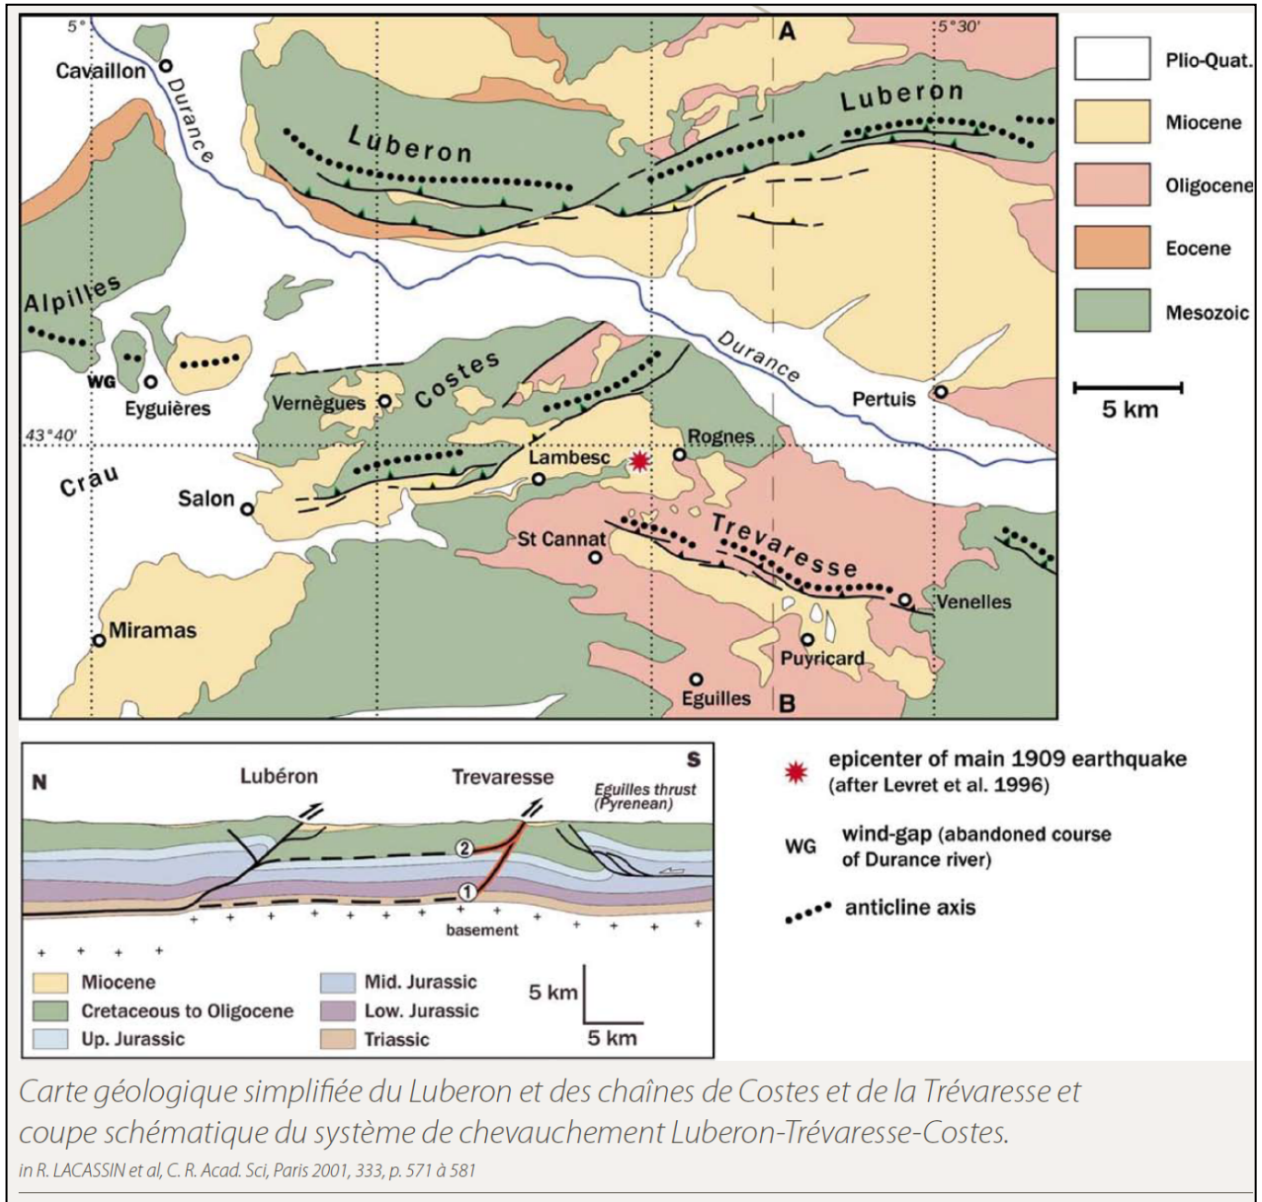 5°
A
5°30'
Cavaillon
Durance
Luberon
Luberon
Alpilles
WG
Eyguières
Costes
Vernègues
Durance
Pertuis
43°40'
Crau
Rognes
Lambesc
Salon
St Cannat
Trevaresse
Venelles
Miramas
Puyricard
Eguilles
B
Plio-Quat.
Miocene
Oligocene
Eocene
Mesozoic
5 km
N
Lubéron
Trevaresse
S
Eguilles thrust
(Pyrenean)
2
1
basement
Miocene
Cretaceous to Oligocene
Up. Jurassic
Mid. Jurassic
Low. Jurassic
Triassic
5 km
5 km
epicenter of main 1909 earthquake
(after Levret et al. 1996)
WG
wind-gap (abandoned course
of Durance river)
anticline axis
Carte géologique simplifiée du Luberon et des chaînes de Costes et de la Trévaresse et
coupe schématique du système de chevauchement Luberon-Trévaresse-Costes.
in R. LACASSIN et al, C. R. Acad. Sci, Paris 2001, 333, p. 571 à 581